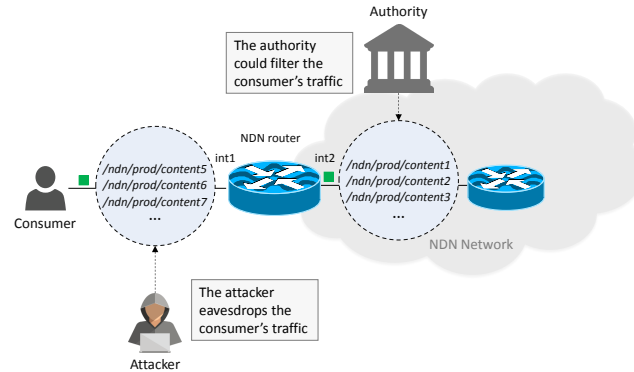 Authority
The authority
could filter the
consumer's traffic
NDN router
int1
int2
/ndn/prod/content5
/ndn/prod/content6
/ndn/prod/content7
...
/ndn/prod/content1
/ndn/prod/content2
/ndn/prod/content3
...
Consumer
NDN Network
The attacker
eavesdrops the
consumer's traffic
Attacker